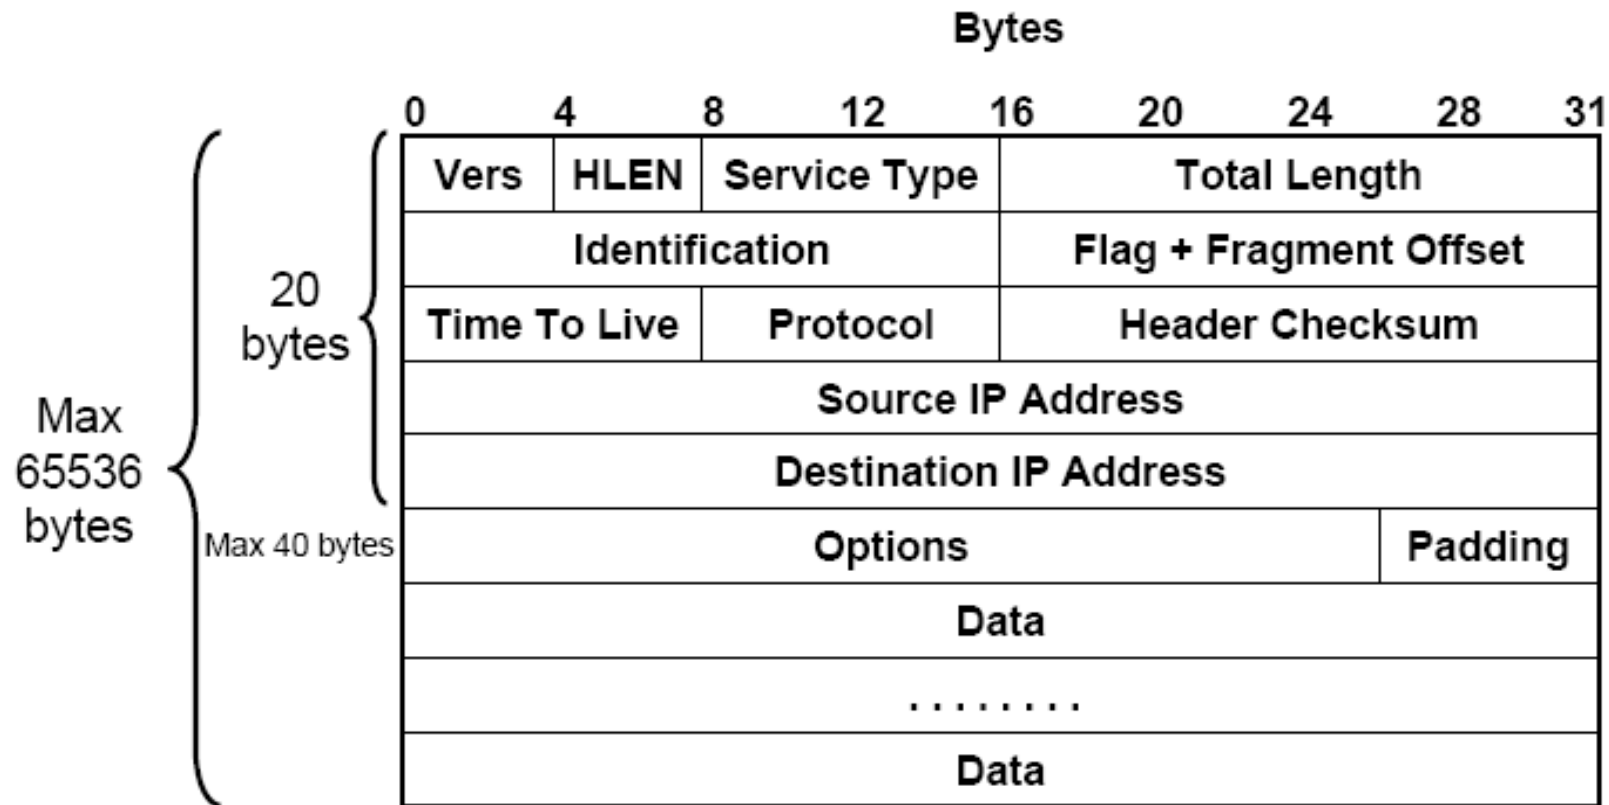 Bytes
0 4 8 12 16 20 24 28 31
Vers HLEN Service Type Total Length
Identification Flag + Fragment Offset
20
bytes
Time To Live Protocol Header Checksum
Source IP Address
Max
65536
bytes
Destination IP Address
Max 40 bytes
Options Padding
Data
. . . . . . . .
Data